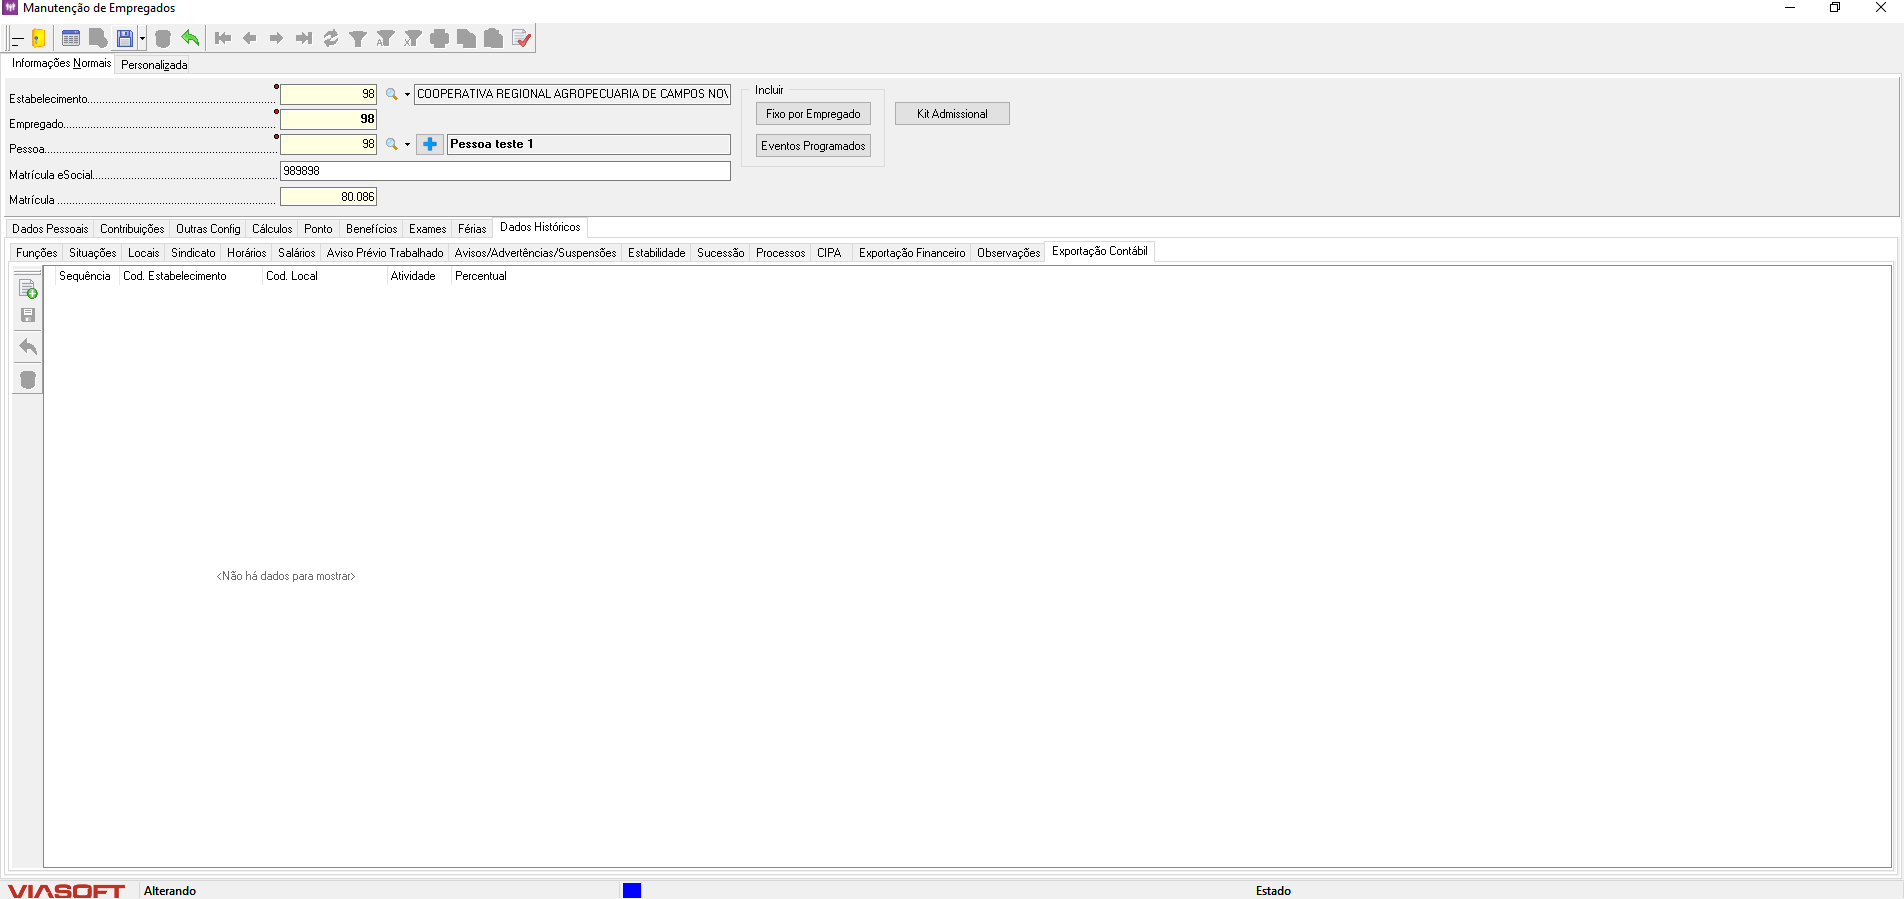 Manutenção de Empregados
Informações Normais Personalizada
Estabelecimento 98 COOPERATIVA REGIONAL AGROPECUARIA DE CAMPOS NOV
Empregado 98
Pessoa 98 Pessoa teste 1
Matrícula eSocial 989898
Matrícula 80.086
Incluir
Fixo por Empregado
Eventos Programados
Kit Admissional
Dados Pessoais Contribuições Outras Config Cálculos Ponto Benefícios Exames Férias Dados Históricos
Funções Situações Locais Sindicato Horários Salários Aviso Prévio Trabalhado Avisos/Advertências/Suspensões Estabilidade Sucessão Processos CIPA Exportação Financeiro Observações Exportação Contábil
Sequência Cod. Estabelecimento Cod. Local Atividade Percentual
<Não há dados para mostrar>
VIASOFT Alterando Estado